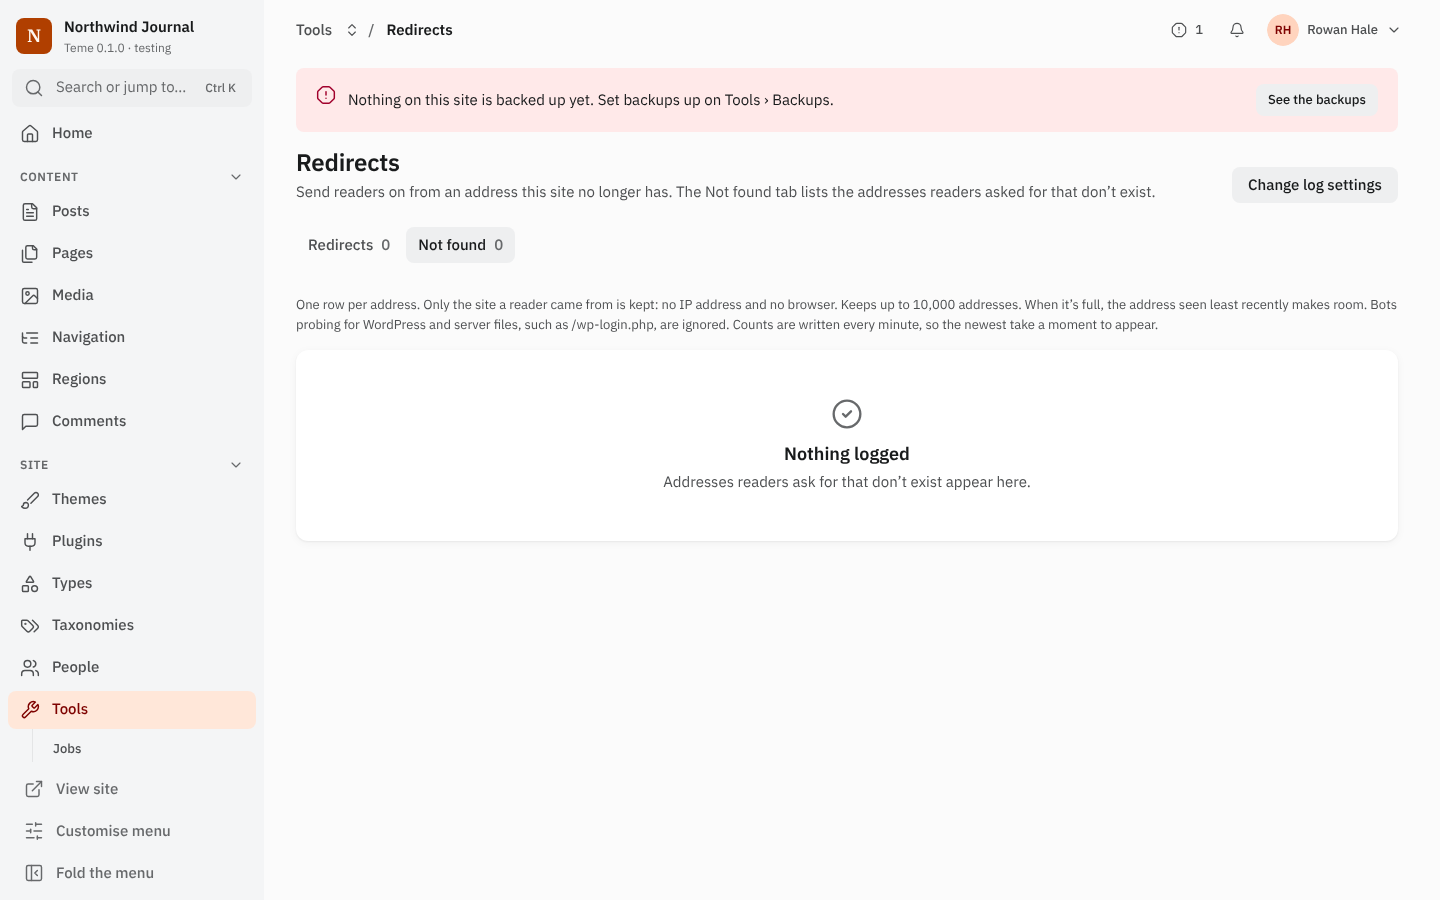 N
Northwind Journal
Teme 0.1.0 · testing
Search or jump to...
Ctrl K
Home
CONTENT
Posts
Pages
Media
Navigation
Regions
Comments
SITE
Themes
Plugins
Types
Taxonomies
People
Tools
Jobs
View site
Customise menu
Fold the menu
Tools / Redirects
1
RH
Rowan Hale
Nothing on this site is backed up yet. Set backups up on Tools › Backups.
See the backups
Redirects
Send readers on from an address this site no longer has. The Not found tab lists the addresses readers asked for that don’t exist.
Change log settings
Redirects 0
Not found 0
One row per address. Only the site a reader came from is kept: no IP address and no browser. Keeps up to 10,000 addresses. When it’s full, the address seen least recently makes room. Bots
probing for WordPress and server files, such as /wp-login.php, are ignored. Counts are written every minute, so the newest take a moment to appear.
Nothing logged
Addresses readers ask for that don’t exist appear here.